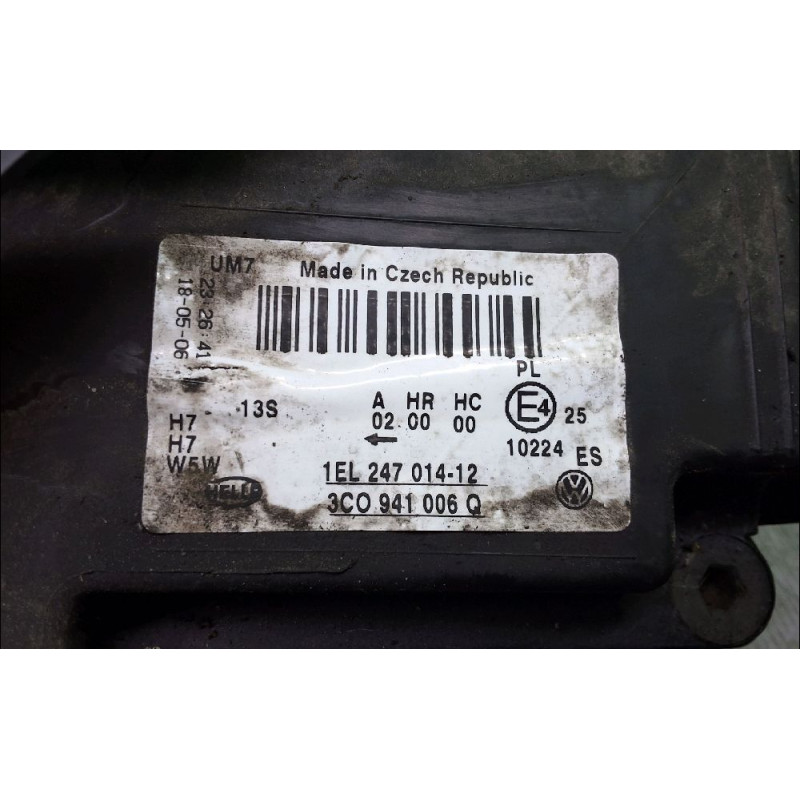 UM7
Made in Czech Republic
23:26:41
18-05-06
PL
13S
A HR HC
02 00 00
E4
25
10224 ES
H7
H7
W5W
HELLA
1EL 247 014-12
3C0 941 006 Q
VW